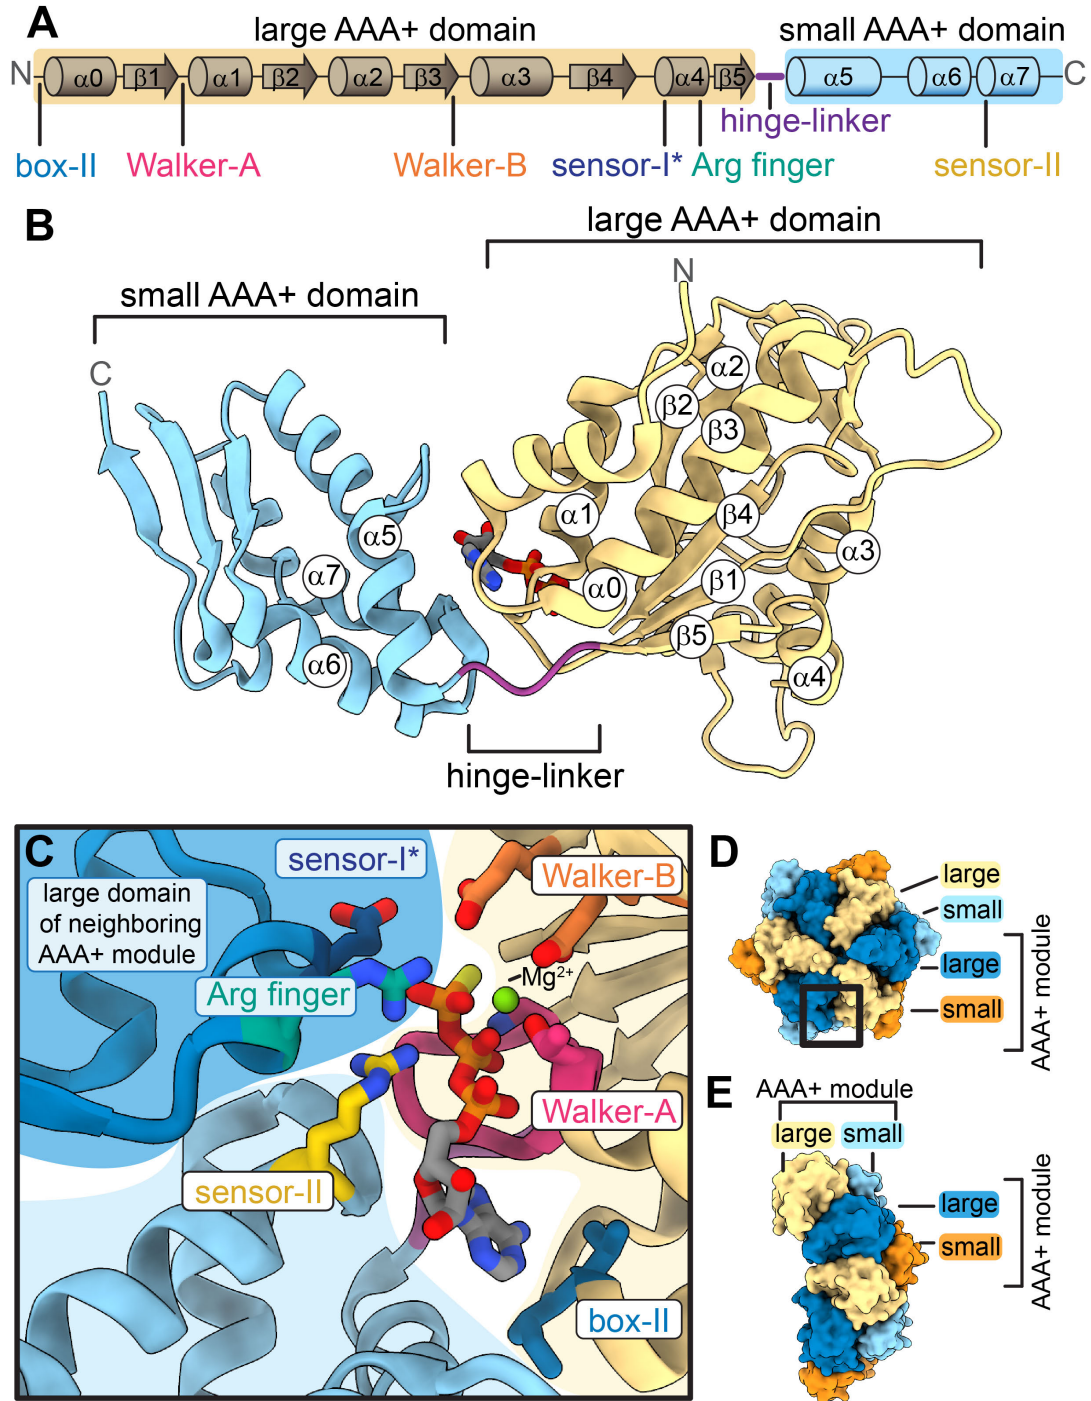 A
large AAA+ domain
small AAA+ domain
N
α0
β1
α1
β2
α2
β3
α3
β4
α4
β5
α5
α6
α7
C
hinge-linker
box-II
Walker-A
Walker-B
sensor-I*
Arg finger
sensor-II
B
large AAA+ domain
N
small AAA+ domain
C
α2
β2
β3
α1
β4
α5
α3
α7
α0
β1
β5
α6
α4
hinge-linker
C
sensor-I*
Walker-B
large domain
of neighboring
AAA+ module
Arg finger
Mg²⁺
Walker-A
sensor-II
box-II
D
large
small
large
small
AAA+ module
E
AAA+ module
large
small
large
small
AAA+ module